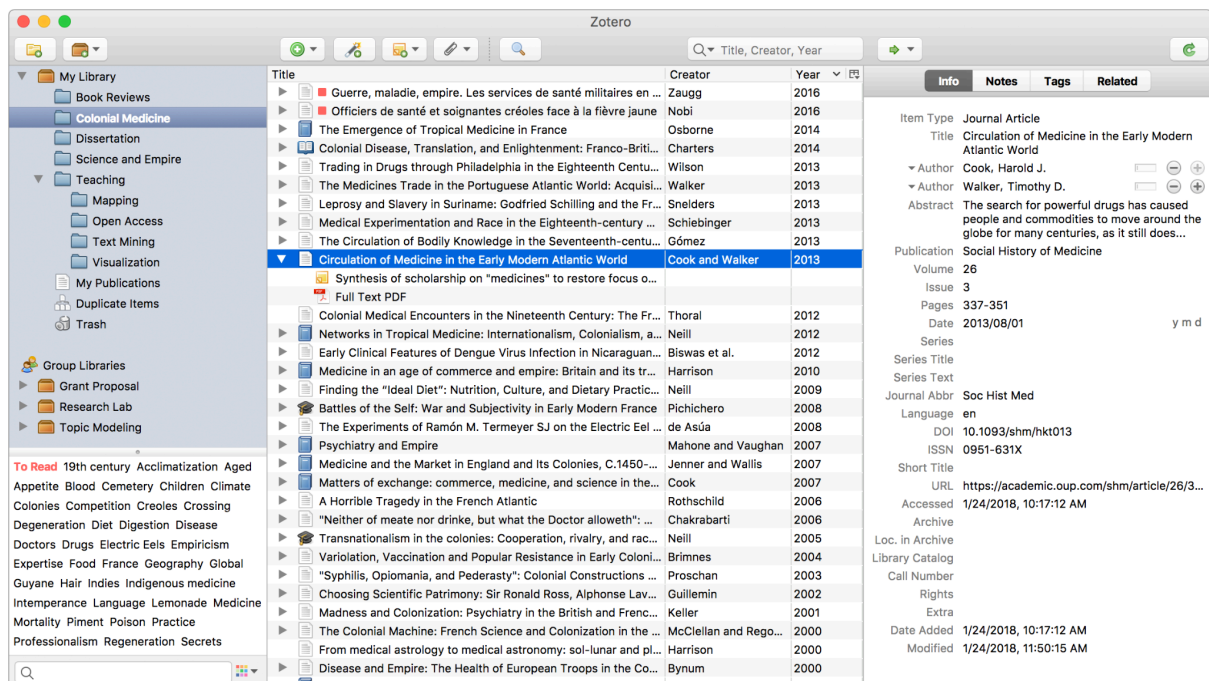 Zotero
Title, Creator, Year
My Library
Book Reviews
Colonial Medicine
Dissertation
Science and Empire
Teaching
Mapping
Open Access
Text Mining
Visualization
My Publications
Duplicate Items
Trash
Group Libraries
Grant Proposal
Research Lab
Topic Modeling
To Read 19th century Acclimatization Aged
Appetite Blood Cemetery Children Climate
Colonies Competition Creoles Crossing
Degeneration Diet Digestion Disease
Doctors Drugs Electric Eels Empiricism
Expertise Food France Geography Global
Guyane Hair Indies Indigenous medicine
Intemperance Language Lemonade Medicine
Mortality Piment Poison Practice
Professionalism Regeneration Secrets
Title Creator Year
Guerre, maladie, empire. Les services de santé militaires en ... Zaugg 2016
Officiers de santé et soignantes créoles face à la fièvre jaune Nobi 2016
The Emergence of Tropical Medicine in France Osborne 2014
Colonial Disease, Translation, and Enlightenment: Franco-Briti... Charters 2014
Trading in Drugs through Philadelphia in the Eighteenth Centu... Wilson 2013
The Medicines Trade in the Portuguese Atlantic World: Acquisi... Walker 2013
Leprosy and Slavery in Suriname: Godfried Schilling and the Fr... Snelders 2013
Medical Experimentation and Race in the Eighteenth-century ... Schiebinger 2013
The Circulation of Bodily Knowledge in the Seventeenth-centu... Gómez 2013
Circulation of Medicine in the Early Modern Atlantic World Cook and Walker 2013
Synthesis of scholarship on "medicines" to restore focus o...
Full Text PDF
Colonial Medical Encounters in the Nineteenth Century: The Fr... Thoral 2012
Networks in Tropical Medicine: Internationalism, Colonialism, a... Neill 2012
Early Clinical Features of Dengue Virus Infection in Nicaraguan... Biswas et al. 2012
Medicine in an age of commerce and empire: Britain and its tr... Harrison 2010
Finding the “Ideal Diet”: Nutrition, Culture, and Dietary Practic... Neill 2009
Battles of the Self: War and Subjectivity in Early Modern France Pichichero 2008
The Experiments of Ramón M. Termeyer SJ on the Electric Eel ... de Asúa 2008
Psychiatry and Empire Mahone and Vaughan 2007
Medicine and the Market in England and Its Colonies, C.1450-... Jenner and Wallis 2007
Matters of exchange: commerce, medicine, and science in the... Cook 2007
A Horrible Tragedy in the French Atlantic Rothschild 2006
"Neither of meate nor drinke, but what the Doctor alloweth": ... Chakrabarti 2006
Transnationalism in the colonies: Cooperation, rivalry, and rac... Neill 2005
Variolation, Vaccination and Popular Resistance in Early Coloni... Brimnes 2004
"Syphilis, Opiomania, and Pederasty": Colonial Constructions ... Proschan 2003
Choosing Scientific Patrimony: Sir Ronald Ross, Alphonse Lav... Guillemin 2002
Madness and Colonization: Psychiatry in the British and Frenc... Keller 2001
The Colonial Machine: French Science and Colonization in the ... McClellan and Rego... 2000
From medical astrology to medical astronomy: sol-lunar and pl... Harrison 2000
Disease and Empire: The Health of European Troops in the Co... Bynum 2000
Info Notes Tags Related
Item Type Journal Article
Title Circulation of Medicine in the Early Modern
Atlantic World
Author Cook, Harold J.
Author Walker, Timothy D.
Abstract The search for powerful drugs has caused
people and commodities to move around the
globe for many centuries, as it still does...
Publication Social History of Medicine
Volume 26
Issue 3
Pages 337-351
Date 2013/08/01 y m d
Series
Series Title
Series Text
Journal Abbr Soc Hist Med
Language en
DOI 10.1093/shm/hkt013
ISSN 0951-631X
Short Title
URL https://academic.oup.com/shm/article/26/3...
Accessed 1/24/2018, 10:17:12 AM
Archive
Loc. in Archive
Library Catalog
Call Number
Rights
Extra
Date Added 1/24/2018, 10:17:12 AM
Modified 1/24/2018, 11:50:15 AM